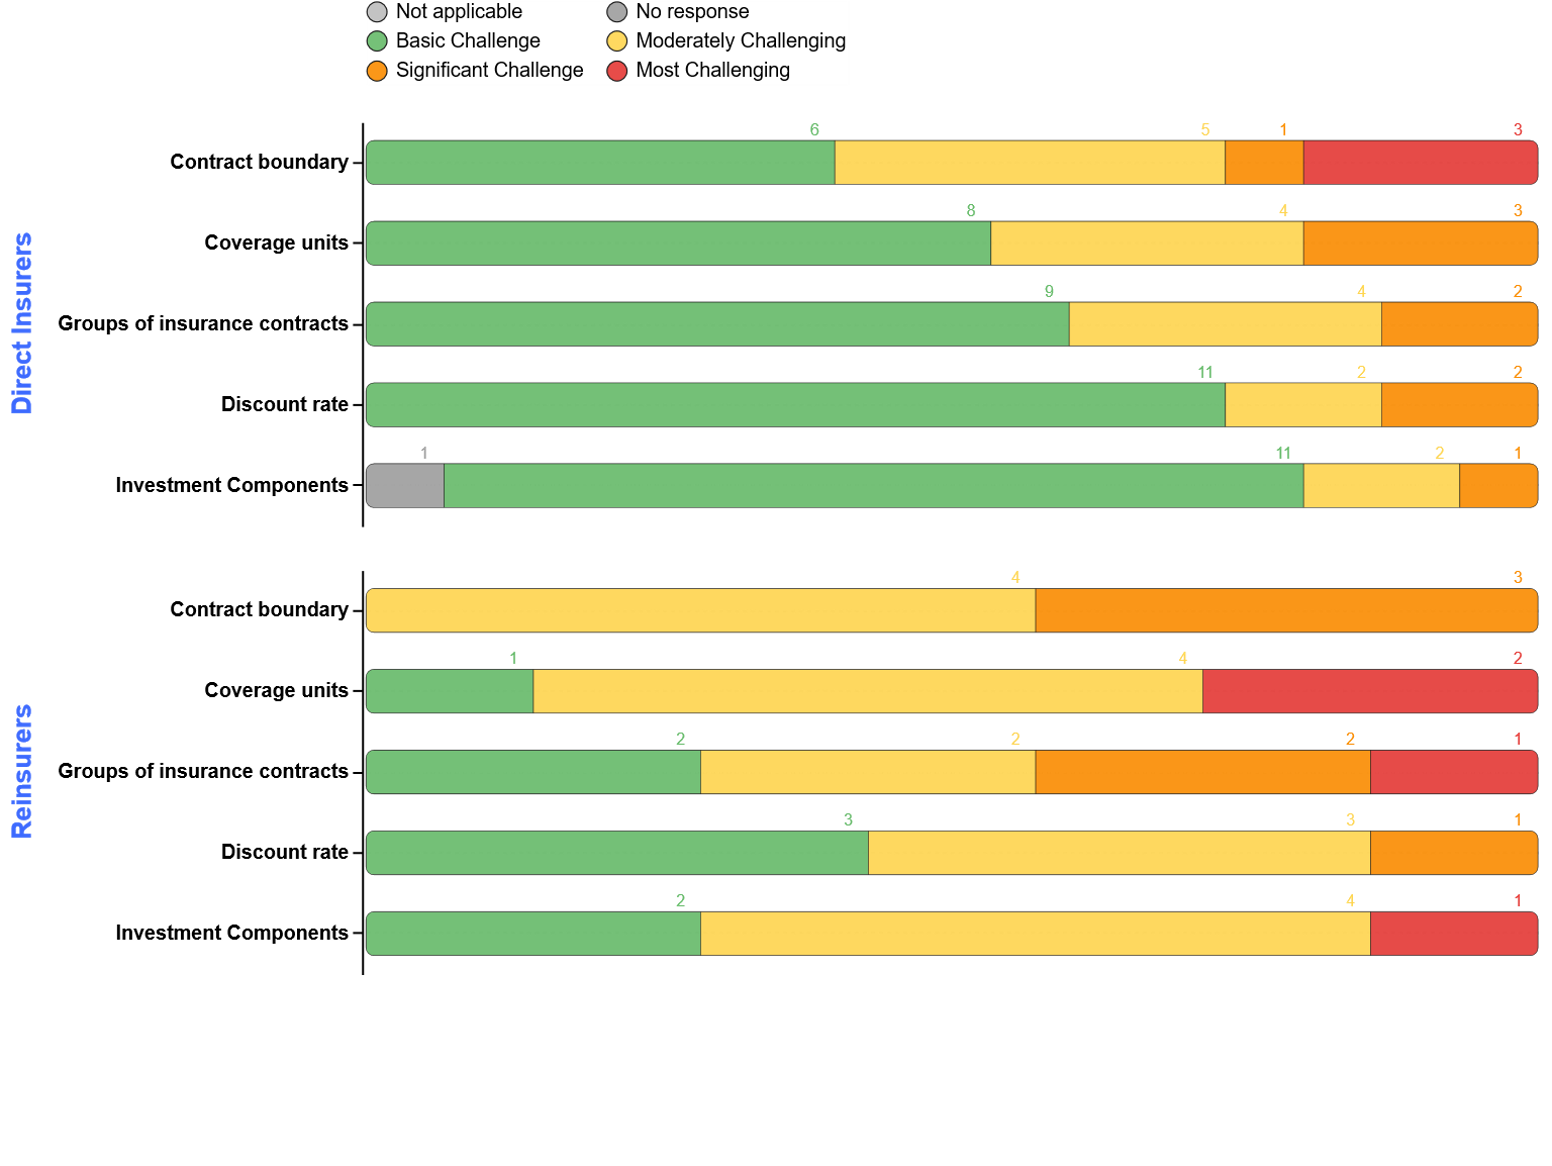 Not applicable
No response
Basic Challenge
Moderately Challenging
Significant Challenge
Most Challenging
Direct Insurers
6 5 1 3
Contract boundary
8 4 3
Coverage units
9 4 2
Groups of insurance contracts
11 2 2
Discount rate
1 11 2 1
Investment Components
Reinsurers
4 3
Contract boundary
1 4 2
Coverage units
2 2 2 1
Groups of insurance contracts
3 3 1
Discount rate
2 4 1
Investment Components